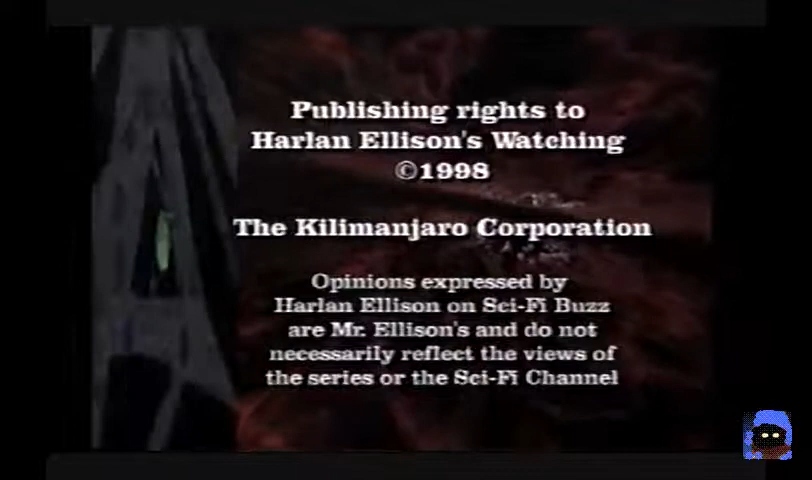 Publishing rights to
Harlan Ellison's Watching
©1998
The Kilimanjaro Corporation
Opinions expressed by
Harlan Ellison on Sci-Fi Buzz
are Mr. Ellison's and do not
necessarily reflect the views of
the series or the Sci-Fi Channel